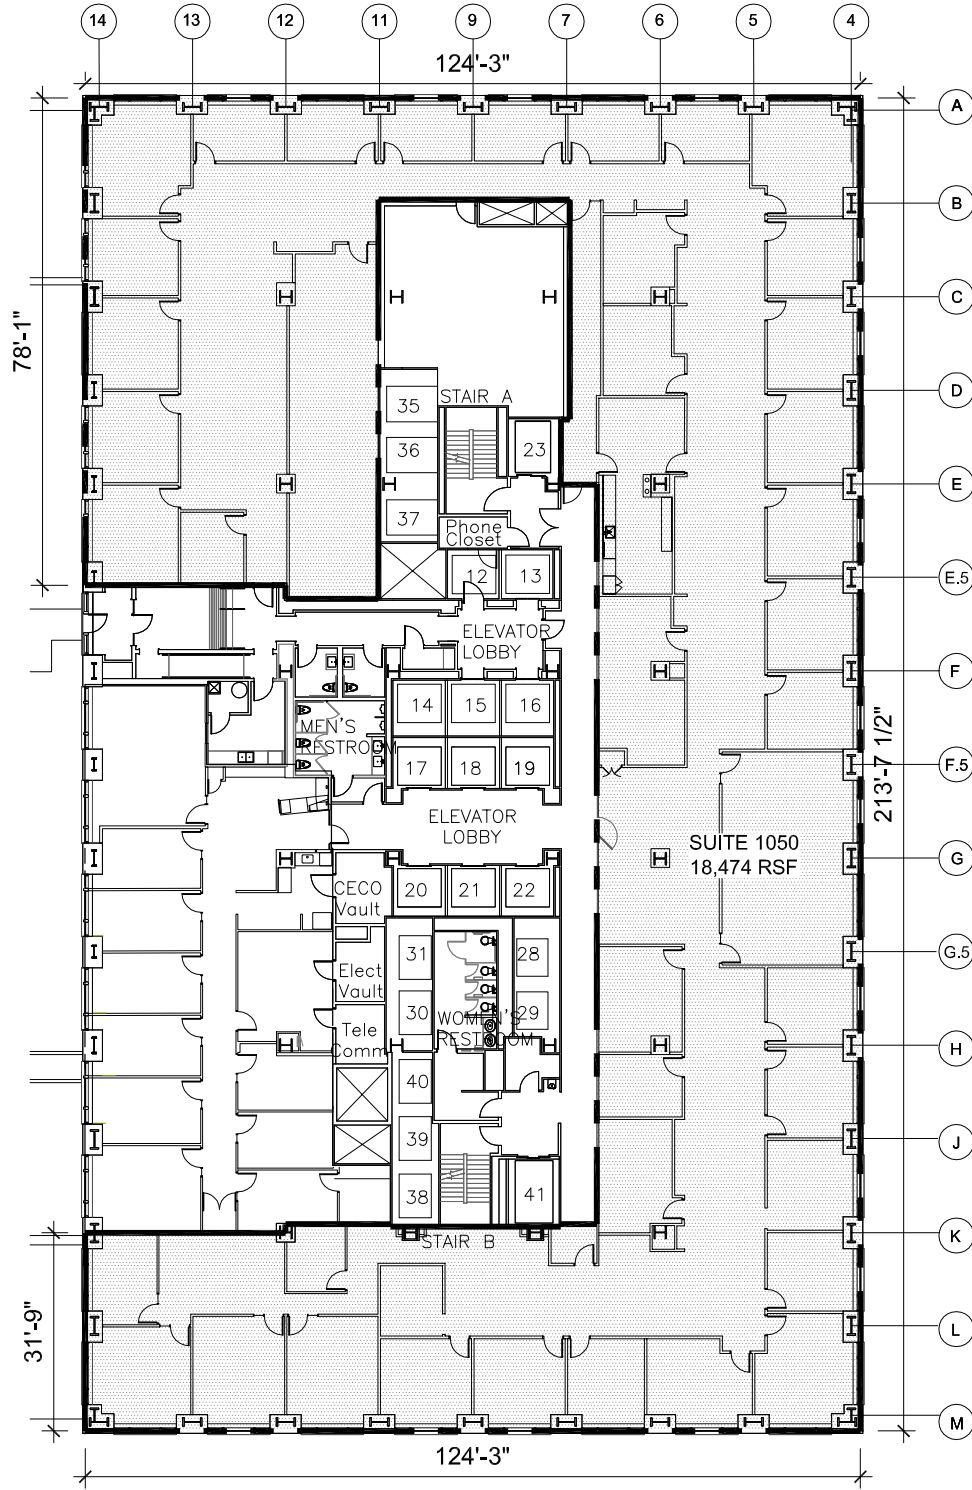 14 13 12 11 9 7 6 5 4
124'-3"
A
B
78'-1"
C
D
35
STAIR A
36
23
E
37
Phone
Closet
12 13
E.5
ELEVATOR
LOBBY
F
14 15 16
MEN'S
RESTROOM
17 18 19
F.5
213'-7 1/2"
ELEVATOR
LOBBY
SUITE 1050
18,474 RSF
G
CECO
Vault
20 21 22
31
28
G.5
Elect
Vault
30
29
Tele
Comm
WOMEN'S
RESTROOM
H
40
39
J
38
41
K
STAIR B
31'-9"
L
M
124'-3"